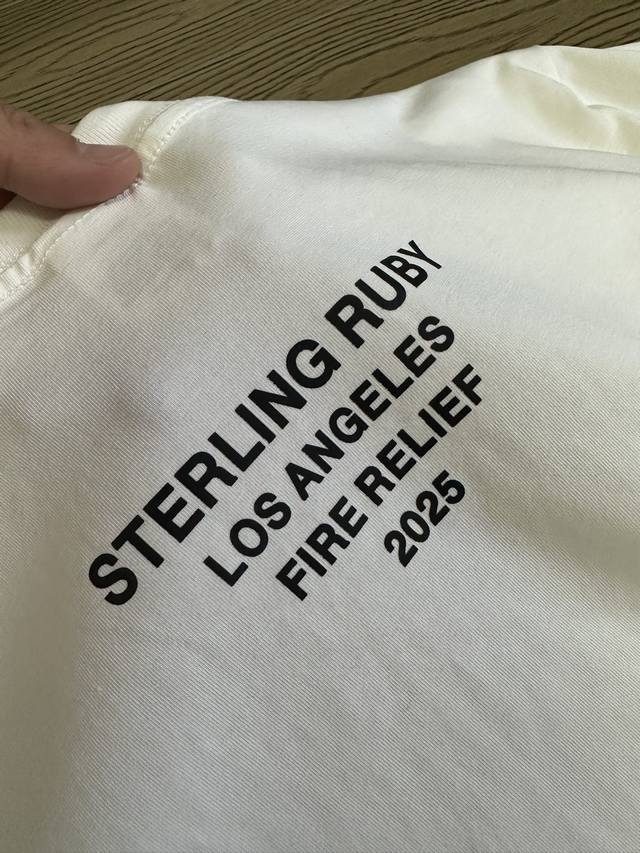 STERLING RUBY
LOS ANGELES
FIRE RELIEF
2025